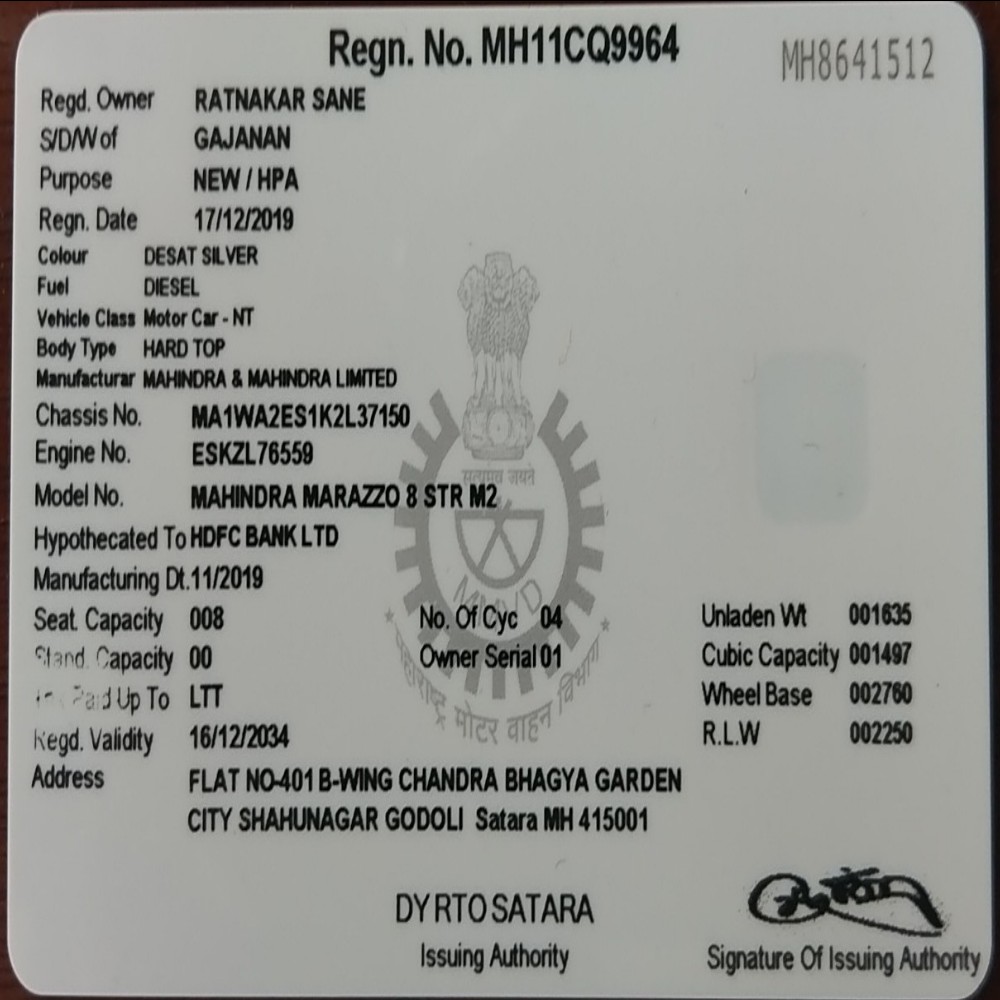 Regn. No. MH11CQ9964
MH8641512
Regd. Owner RATNAKAR SANE
S/D/W of GAJANAN
Purpose NEW / HPA
Regn. Date 17/12/2019
Colour DESAT SILVER
Fuel DIESEL
Vehicle Class Motor Car - NT
Body Type HARD TOP
Manufacturar MAHINDRA & MAHINDRA LIMITED
Chassis No. MA1WA2ES1K2L37150
Engine No. ESKZL76559
सत्यमेव जयते
Model No. MAHINDRA MARAZZO 8 STR M2
Hypothecated To HDFC BANK LTD
Manufacturing Dt. 11/2019
MMVD
Seat. Capacity 008 No. Of Cyc 04 Unladen Wt 001635
Stand. Capacity 00 Owner Serial 01 Cubic Capacity 001497
Paid Up To LTT Wheel Base 002760
महाराष्ट्र मोटर वाहन विभाग
Regd. Validity 16/12/2034 R.L.W 002250
Address FLAT NO-401 B-WING CHANDRA BHAGYA GARDEN
CITY SHAHUNAGAR GODOLI Satara MH 415001
DY RTO SATARA
Issuing Authority
Signature Of Issuing Authority